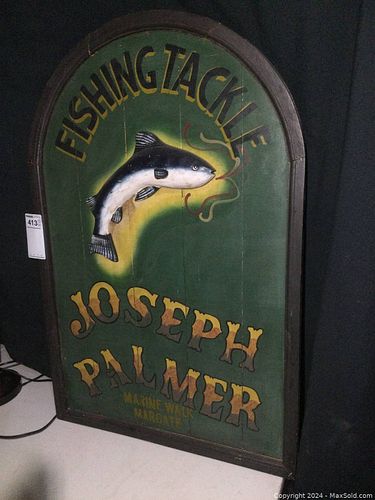 FISHING TACKLE
413
JOSEPH
PALMER
MARINE WALK
MARGATE
Copyright 2024 - MaxSold.com